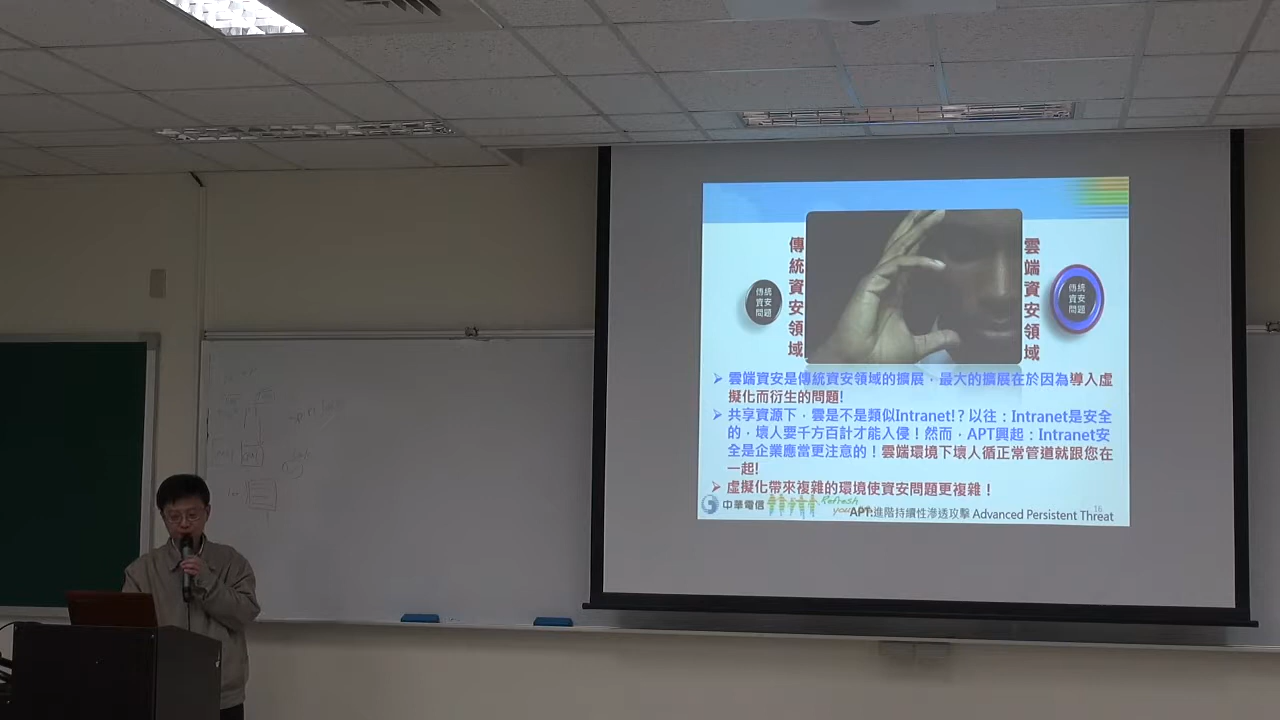 傳統資安領域
雲端資安領域
傳統
資安
問題
傳統
資安
問題
➢ 雲端資安是傳統資安領域的擴展，最大的擴展在於因為導入虛
擬化而衍生的問題!
➢ 共享資源下，雲是不是類似Intranet!? 以往：Intranet是安全
的，壞人要千方百計才能入侵！然而，APT興起：Intranet安
全是企業應當更注意的！雲端環境下壞人循正常管道就跟您在
一起!
➢ 虛擬化帶來複雜的環境使資安問題更複雜！
中華電信
Refresh
you
APT:進階持續性滲透攻擊 Advanced Persistent Threat
16